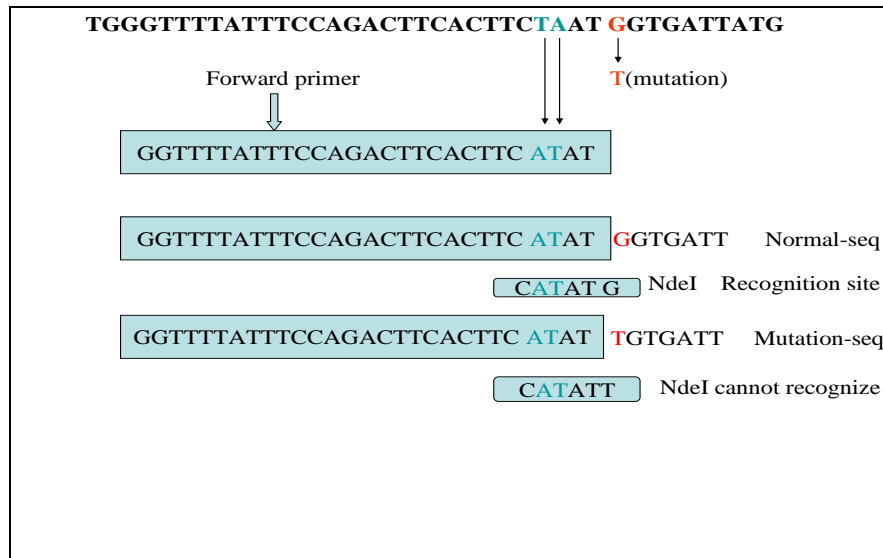 TGGGTTTTATTTCCAGACTTCACTTCTAAT GGTGATTATG
Forward primer
T(mutation)
GGTTTTATTTCCAGACTTCACTTC ATAT
GGTTTTATTTCCAGACTTCACTTC ATAT GGTGATT Normal-seq
CATAT G NdeI Recognition site
GGTTTTATTTCCAGACTTCACTTC ATAT TGTGATT Mutation-seq
CATATT NdeI cannot recognize